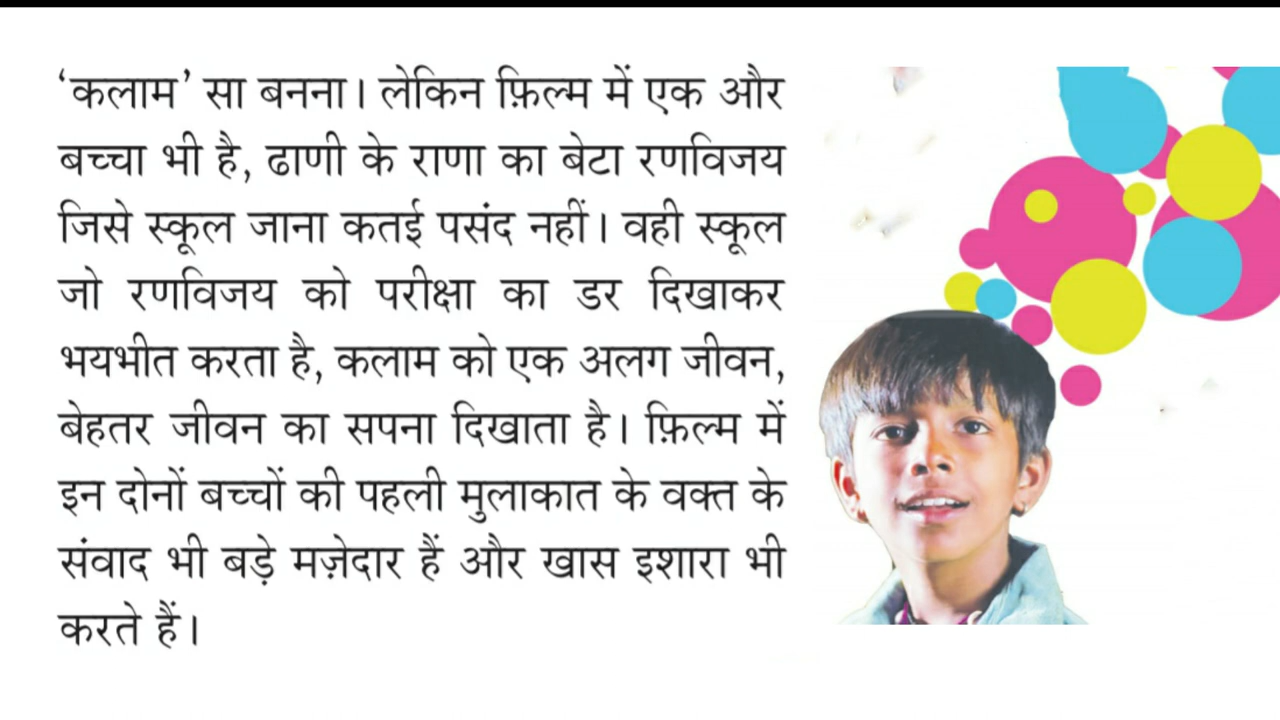 ‘कलाम’ सा बनना। लेकिन फ़िल्म में एक और
बच्चा भी है, ढाणी के राणा का बेटा रणविजय
जिसे स्कूल जाना कतई पसंद नहीं। वही स्कूल
जो रणविजय को परीक्षा का डर दिखाकर
भयभीत करता है, कलाम को एक अलग जीवन,
बेहतर जीवन का सपना दिखाता है। फ़िल्म में
इन दोनों बच्चों की पहली मुलाकात के वक्त के
संवाद भी बड़े मज़ेदार हैं और खास इशारा भी
करते हैं।